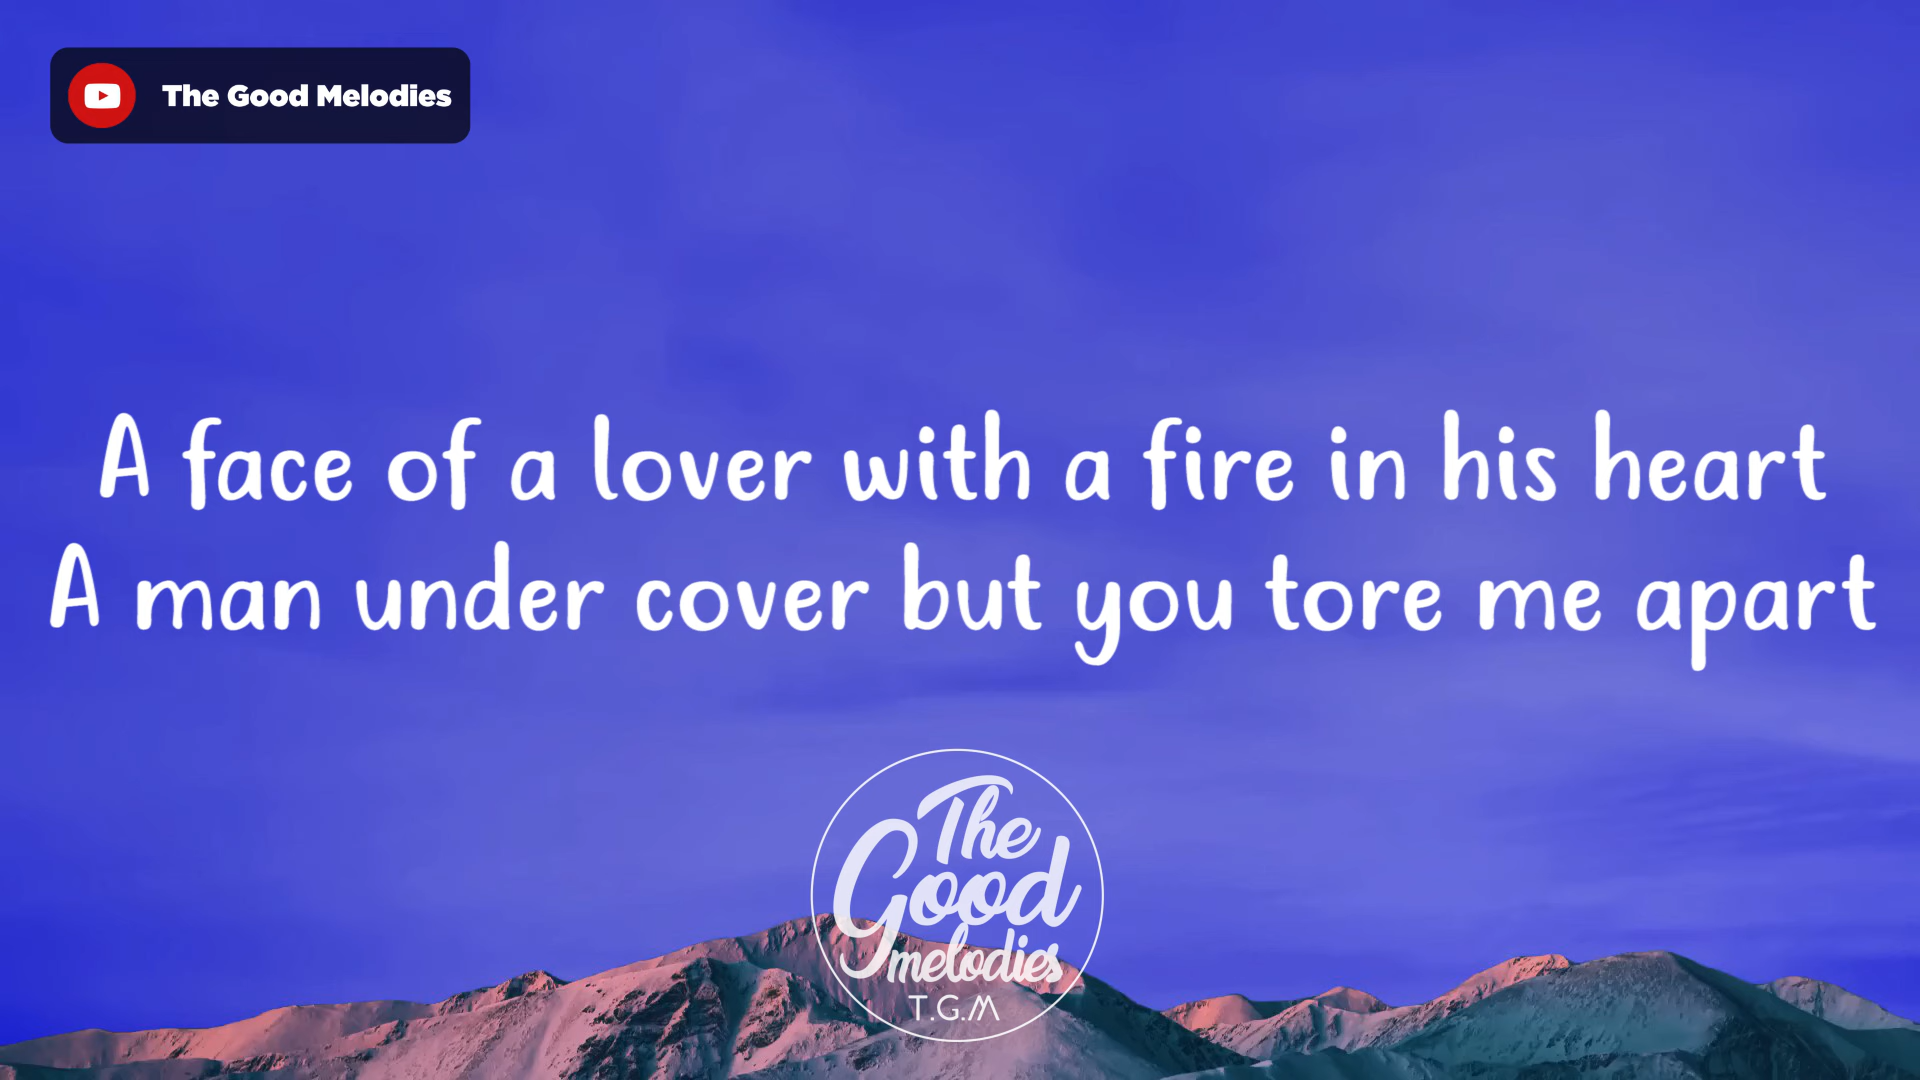 The Good Melodies
A face of a lover with a fire in his heart
A man under cover but you tore me apart
The
Good
melodies
T.G.M